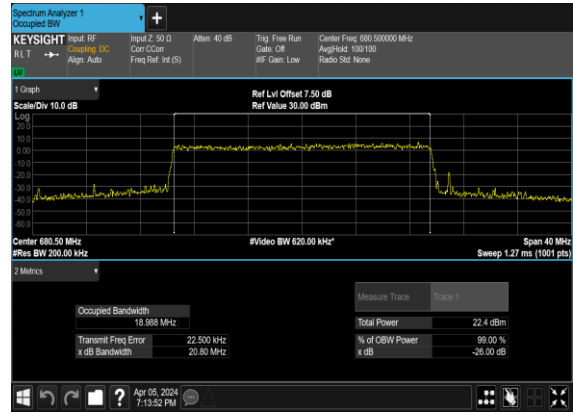 Spectrum Analyzer 1
Occupied BW
+
KEYSIGHT Input: RF Input Z: 50 Ω Atten: 40 dB Trig: Free Run Center Freq: 680.500000 MHz
RLT Coupling: DC Corr CCorr Gate: Off Avg|Hold: 100/100
Align: Auto Freq Ref: Int (S) #IF Gain: Low Radio Std: None
1 Graph
Ref Lvl Offset 7.50 dB
Scale/Div 10.0 dB Ref Value 30.00 dBm
Log
20.0
10.0
0.00
-10.0
-20.0
-30.0
-40.0
-50.0
-60.0
Center 680.50 MHz #Video BW 620.00 kHz* Span 40 MHz
#Res BW 200.00 kHz Sweep 1.27 ms (1001 pts)
2 Metrics
Measure Trace Trace 1
Occupied Bandwidth
18.988 MHz Total Power 22.4 dBm
Transmit Freq Error 22.500 kHz % of OBW Power 99.00 %
x dB Bandwidth 20.80 MHz x dB -26.00 dB
? Apr 05, 2024
7:13:52 PM